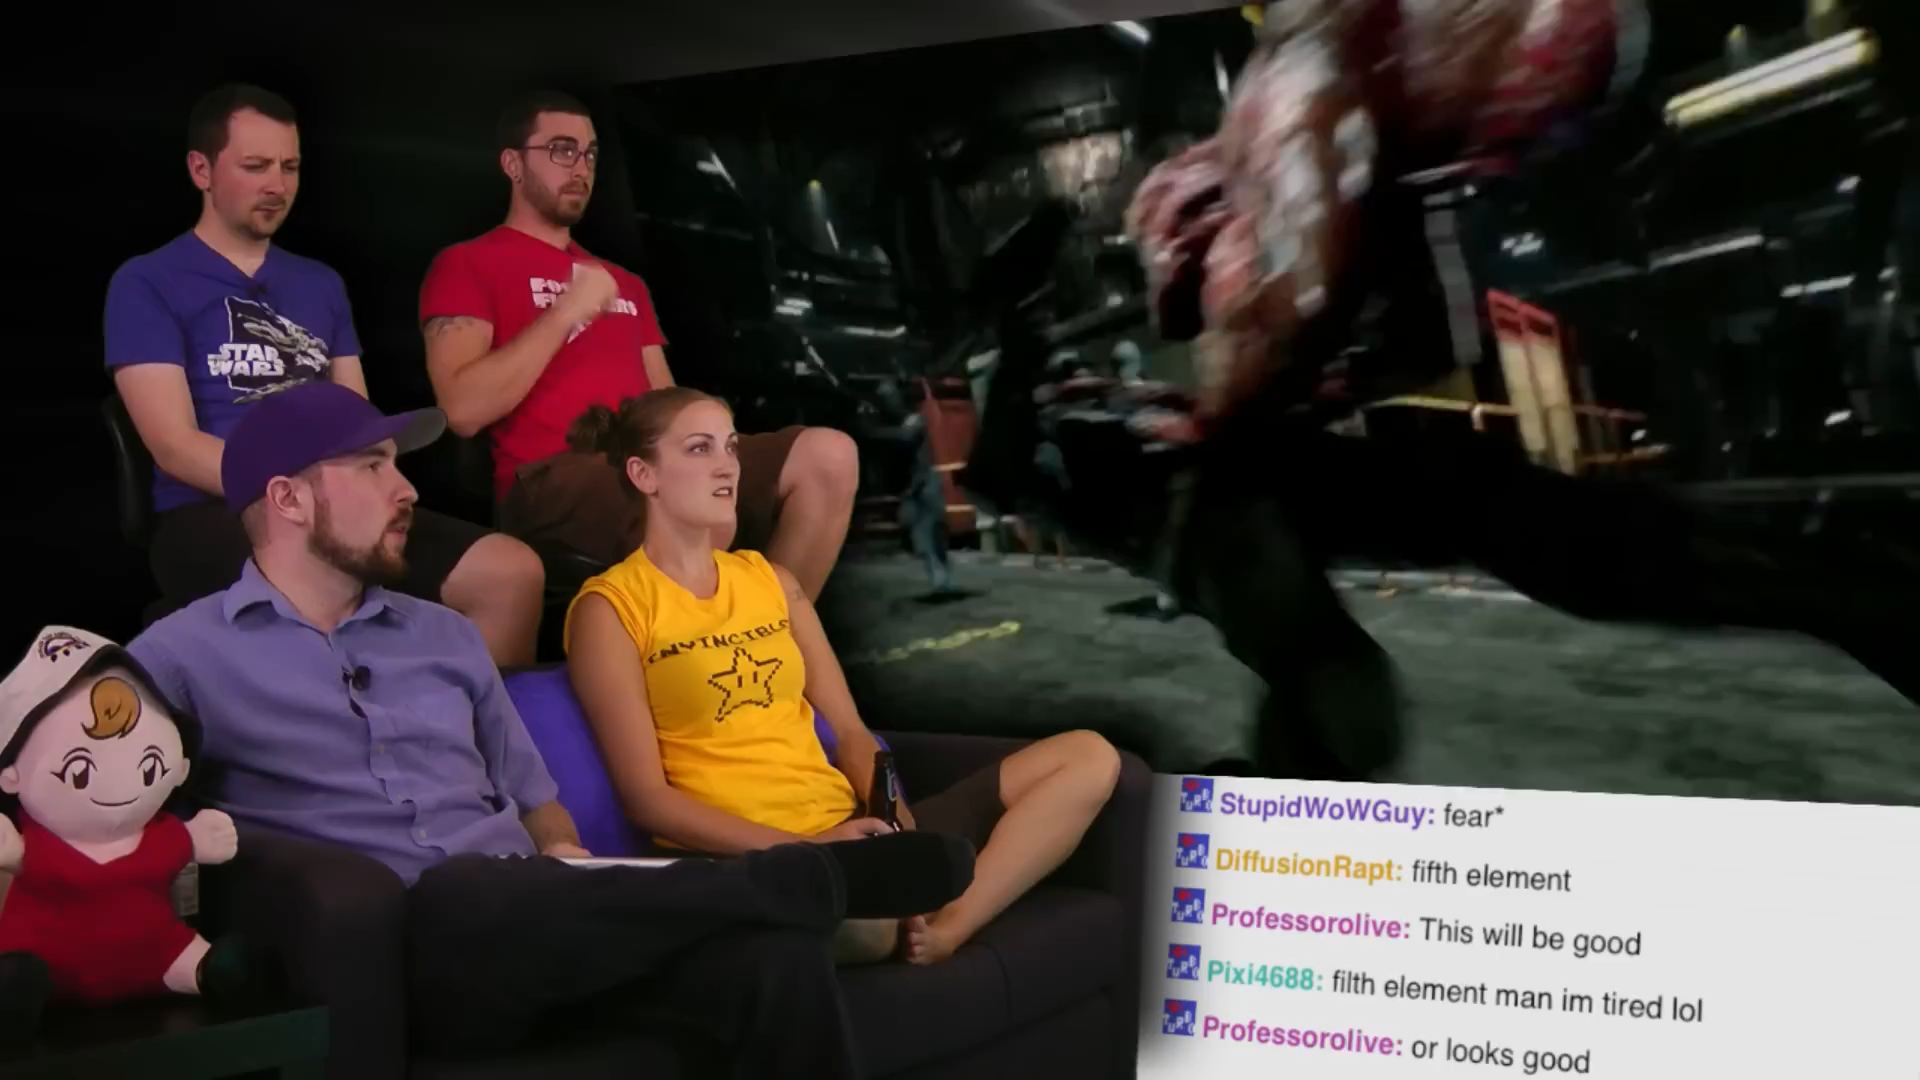 STAR
WARS
INVINCIBLE
StupidWoWGuy: fear*
DiffusionRapt: fifth element
Professorolive: This will be good
Pixi4688: filth element man im tired lol
Professorolive: or looks good